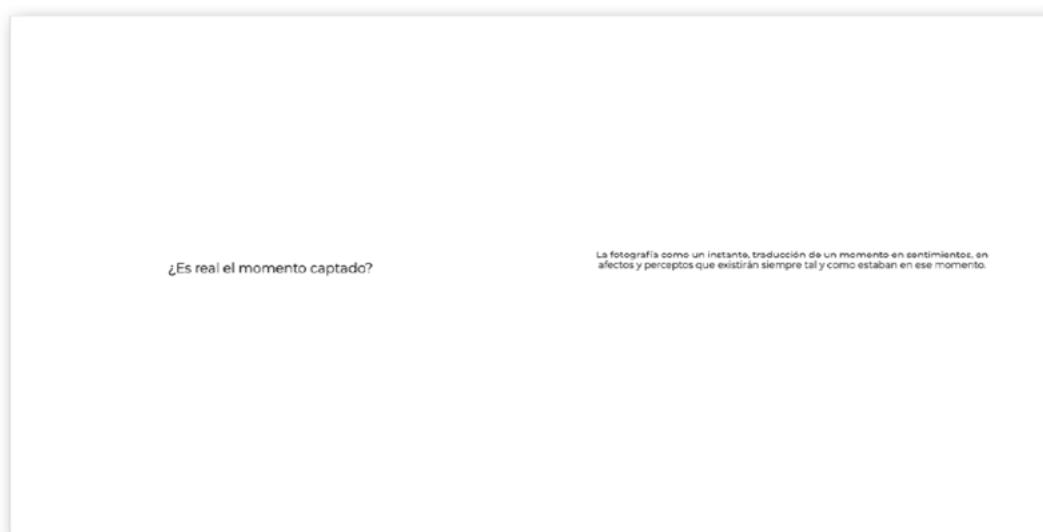 ¿Es real el momento captado?
La fotografía como un instante, traducción de un momento en sentimientos, en
afectos y perceptos que existirán siempre tal y como estaban en ese momento.